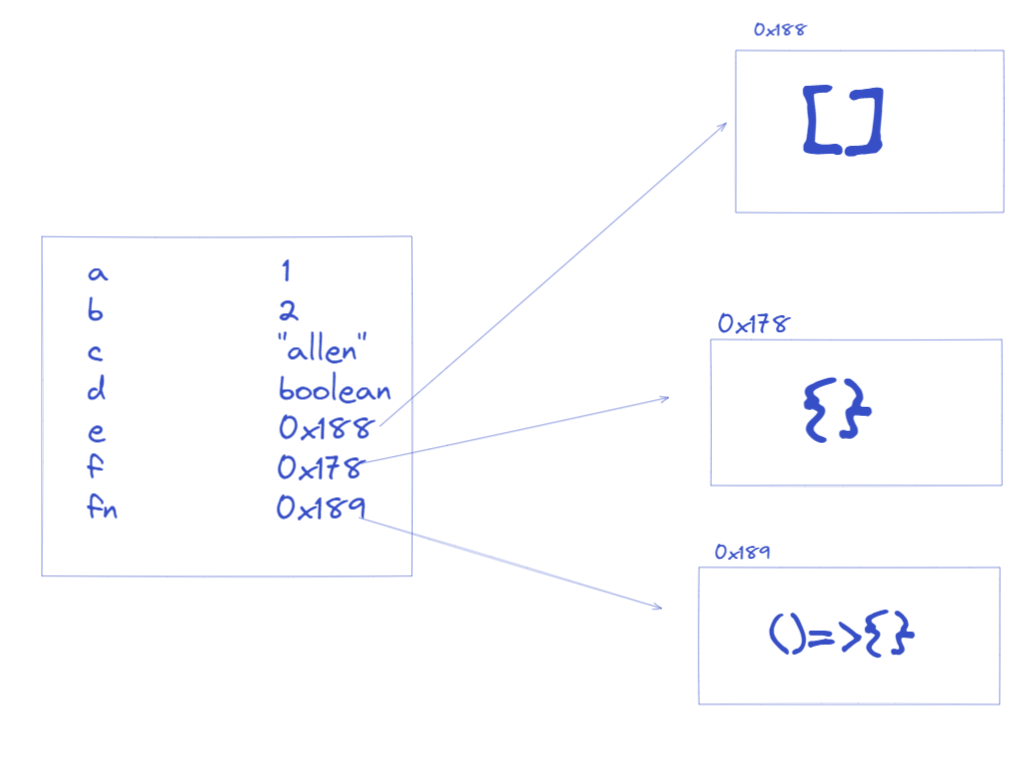 a 1
b 2
c "allen"
d boolean
e 0x188
f 0x178
fn 0x189
0x188
[]
0x178
{}
0x189
()=>{}